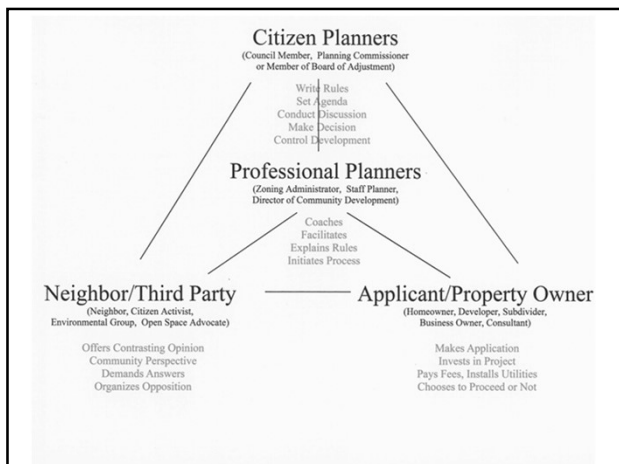 Citizen Planners
(Council Member, Planning Commissioner
or Member of Board of Adjustment)
Write Rules
Set Agenda
Conduct Discussion
Make Decision
Control Development
Professional Planners
(Zoning Administrator, Staff Planner,
Director of Community Development)
Coaches
Facilitates
Explains Rules
Initiates Process
Neighbor/Third Party
(Neighbor, Citizen Activist,
Environmental Group, Open Space Advocate)
Offers Contrasting Opinion
Community Perspective
Demands Answers
Organizes Opposition
Applicant/Property Owner
(Homeowner, Developer, Subdivider,
Business Owner, Consultant)
Makes Application
Invests in Project
Pays Fees, Installs Utilities
Chooses to Proceed or Not